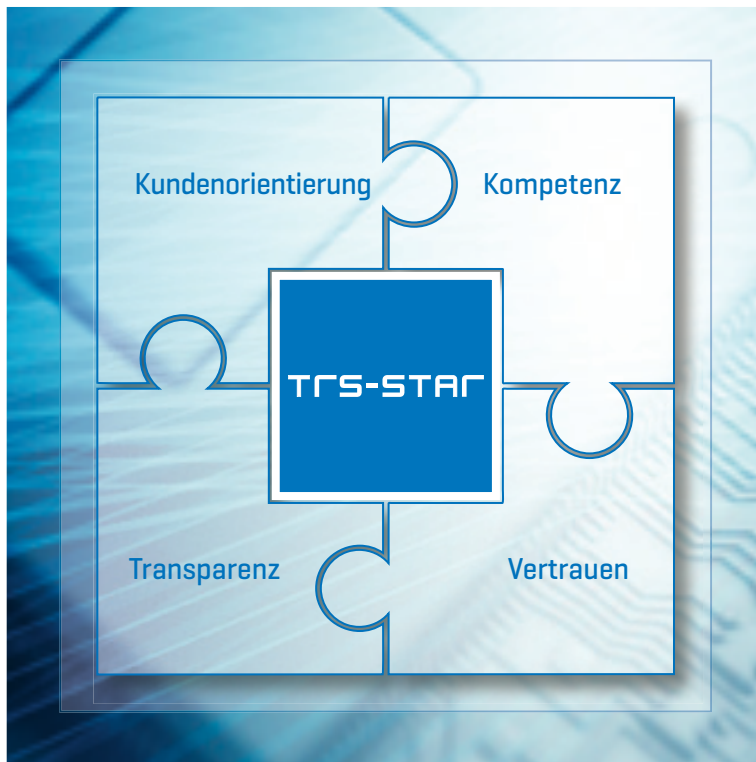 Kundenorientierung
Kompetenz
TRS-STAR
Transparenz
Vertrauen